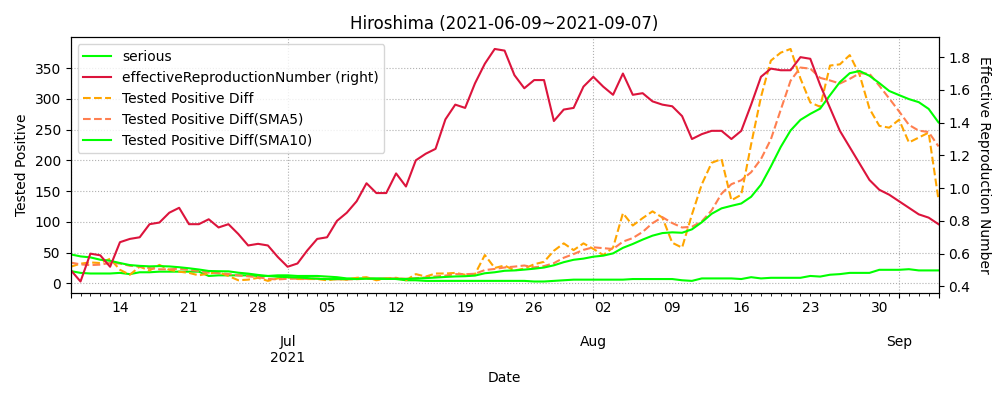 Hiroshima (2021-06-09~2021-09-07)
serious
effectiveReproductionNumber (right)
Tested Positive Diff
Tested Positive Diff(SMA5)
Tested Positive Diff(SMA10)
Tested Positive
350
300
250
200
150
100
50
0
1.8
1.6
1.4
1.2
1.0
0.8
0.6
0.4
Effective Reproduction Number
14 21 28 05 12 19 26 02 09 16 23 30
Jul Aug Sep
2021
Date